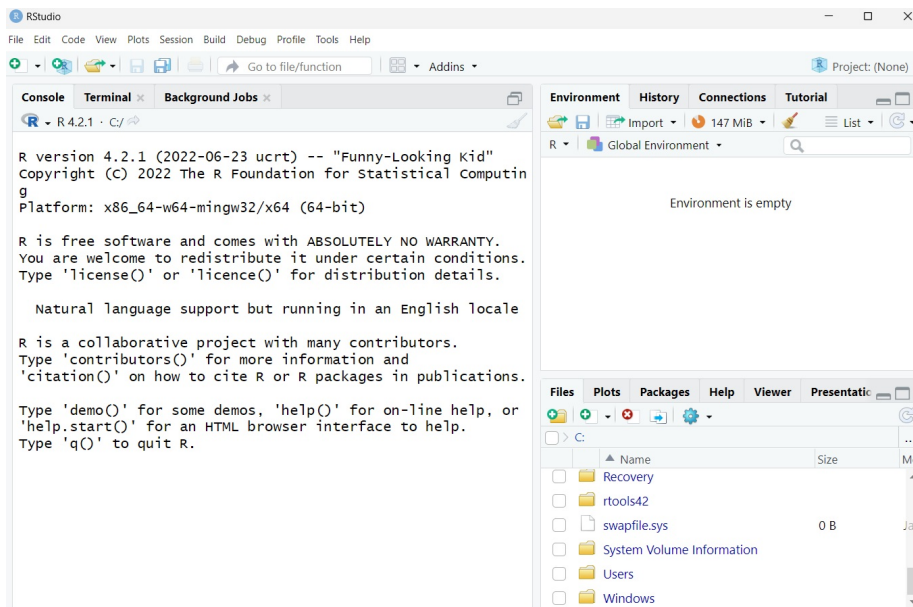 RStudio
File Edit Code View Plots Session Build Debug Profile Tools Help
Go to file/function Addins Project: (None)
Console Terminal Background Jobs
R 4.2.1 · C:/
R version 4.2.1 (2022-06-23 ucrt) -- "Funny-Looking Kid"
Copyright (C) 2022 The R Foundation for Statistical Computin
g
Platform: x86_64-w64-mingw32/x64 (64-bit)
R is free software and comes with ABSOLUTELY NO WARRANTY.
You are welcome to redistribute it under certain conditions.
Type 'license()' or 'licence()' for distribution details.
Natural language support but running in an English locale
R is a collaborative project with many contributors.
Type 'contributors()' for more information and
'citation()' on how to cite R or R packages in publications.
Type 'demo()' for some demos, 'help()' for on-line help, or
'help.start()' for an HTML browser interface to help.
Type 'q()' to quit R.
Environment History Connections Tutorial
Import 147 MiB List
R Global Environment
Environment is empty
Files Plots Packages Help Viewer Presentatic
C:
Name Size M
Recovery
rtools42
swapfile.sys 0 B Ja
System Volume Information
Users
Windows